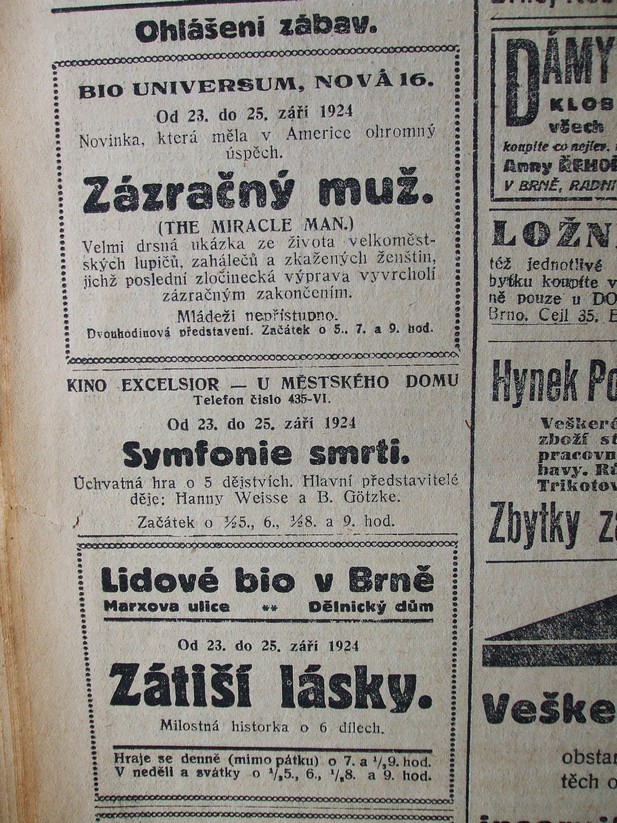 Ohlášení zábav.
BIO UNIVERSUM, NOVÁ 16.
Od 23. do 25. září 1924
Novinka, která měla v Americe ohromný
úspěch.
Zázračný muž.
(THE MIRACLE MAN.)
Velmi drsná ukázka ze života velkoměst-
ských lupičů, zahálečů a zkažených ženštin,
jichž poslední zločinecká výprava vyvrcholí
zázračným zakončením.
Mládeži nepřístupno.
Dvouhodinová představení. Začátek o 5., 7. a 9. hod.
KINO EXCELSIOR — U MĚSTSKÉHO DOMU
Telefon číslo 435-VI.
Od 23. do 25. září 1924
Symfonie smrti.
Úchvatná hra o 5 dějstvích. Hlavní představitelé
děje: Hanny Weisse a B. Götzke.
Začátek o ½5., 6., ½8. a 9. hod.
Lidové bio v Brně
Marxova ulice ** Dělnický dům
Od 23. do 25. září 1924
Zátiší lásky.
Milostná historka o 6 dílech.
Hraje se denně (mimo pátku) o 7. a ½9. hod.
V neděli a svátky o ½5., 6., ½8. a 9. hod.
DÁMY
KLOS
všech
koupíte co nejlev.
Anny ŘEHOŘ
V BRNĚ, RADNI
LOŽN
též jednotlivé
bytku koupíte v
ně pouze u DO
Brno, Cejl 35.
Hynek Po
Veškeré
zboží st
pracovn
havy. Rů
Trikotov
Zbytky za
Veške
obstar
těch o